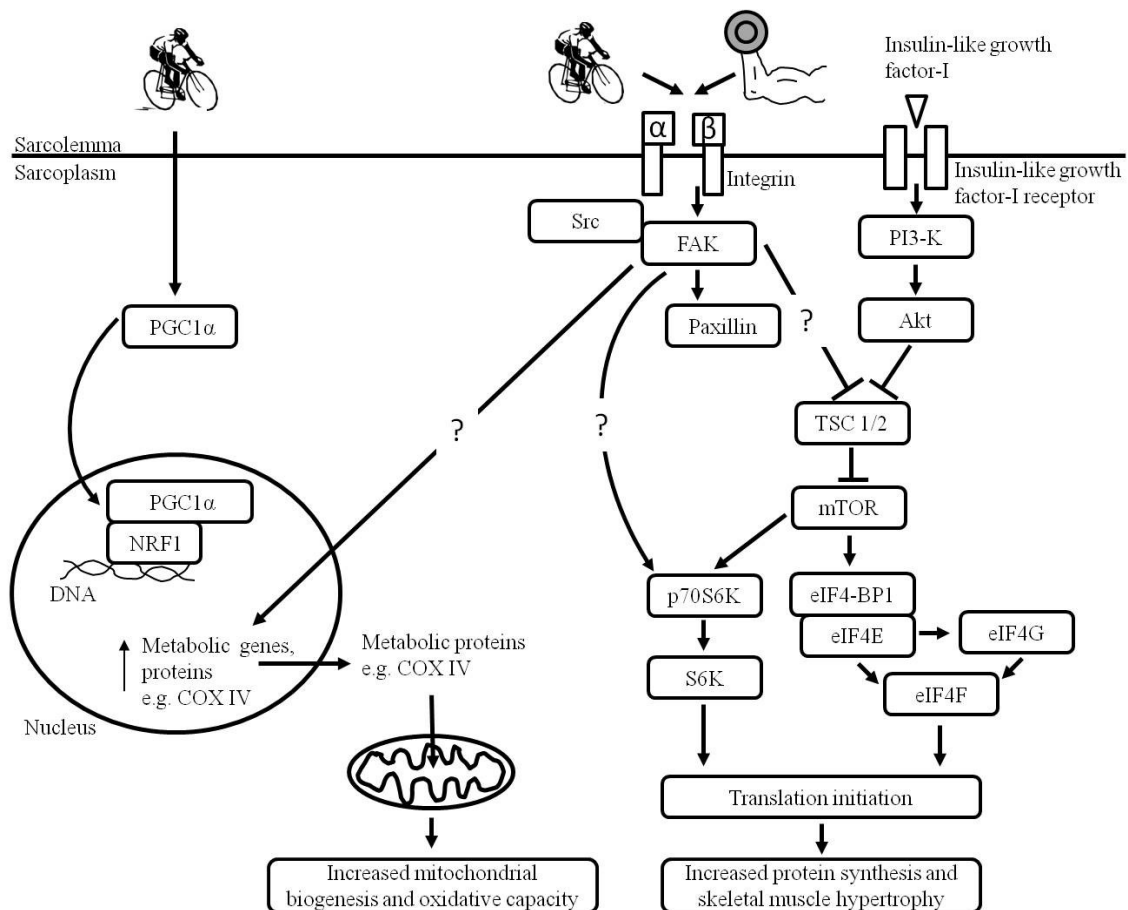 Insulin-like growth
factor-I
α
β
Sarcolemma
Sarcoplasm
Integrin
Insulin-like growth
factor-I receptor
Src
FAK
PI3-K
PGC1α
Paxillin
?
Akt
?
?
TSC 1/2
PGC1α
mTOR
NRF1
DNA
p70S6K
eIF4-BP1
eIF4E
eIF4G
Metabolic genes,
proteins
e.g. COX IV
Metabolic proteins
e.g. COX IV
S6K
eIF4F
Nucleus
Translation initiation
Increased mitochondrial
biogenesis and oxidative capacity
Increased protein synthesis and
skeletal muscle hypertrophy